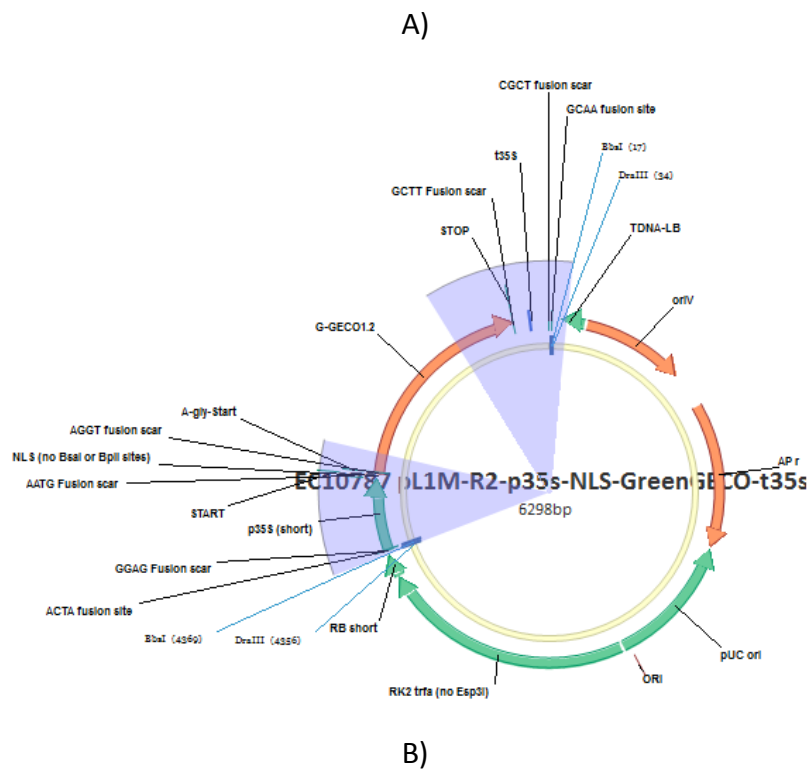 A)
CGCT fusion scar
GCAA fusion site
BbsI (17)
t35S
DraIII (34)
GCTT Fusion scar
TDNA-LB
STOP
oriV
G-GECO1.2
A-gly-Start
AGGT fusion scar
NLS (no BsaI or BpiI sites)
AATG Fusion scar
EC10787 pL1M-R2-p35s-NLS-GreenGECO-t35s
AP r
START
6298bp
p35S (short)
GGAG Fusion scar
ACTA fusion site
RB short
BbsI (4369)
DraIII (4356)
pUC ori
ORI
RK2 trfa (no Esp3I)
B)